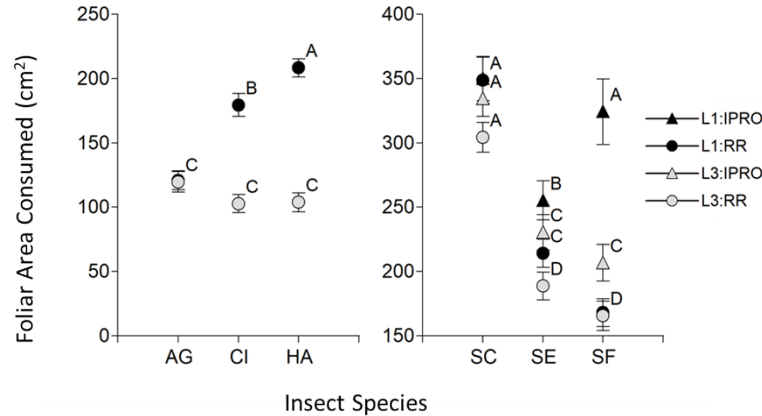 Foliar Area Consumed (cm²)
250
200
150
100
50
0
C
B
C
A
C
AG
CI
HA
400
350
300
250
200
150
A
A
A
B
C
C
D
A
C
D
SC
SE
SF
L1:IPRO
L1:RR
L3:IPRO
L3:RR
Insect Species